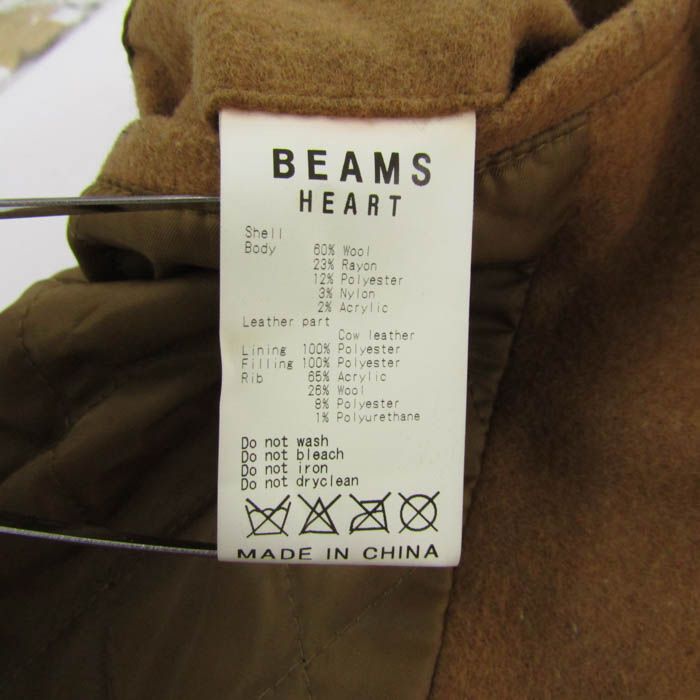 BEAMS
HEART
Shell
Body 60% Wool
23% Rayon
12% Polyester
3% Nylon
2% Acrylic
Leather part
Cow leather
Lining 100% Polyester
Filling 100% Polyester
Rib 65% Acrylic
26% Wool
8% Polyester
1% Polyurethane
Do not wash
Do not bleach
Do not iron
Do not dryclean
MADE IN CHINA